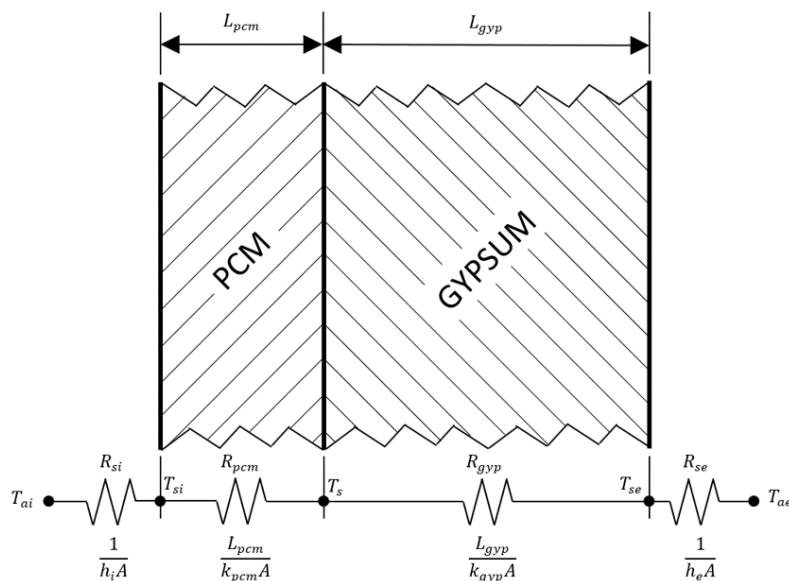 L_pcm L_gyp
PCM
GYPSUM
R_si R_pcm R_gyp R_se
T_ai T_si T_s T_se T_ae
1/(h_i A) L_pcm/(k_pcm A) L_gyp/(k_gyp A) 1/(h_e A)